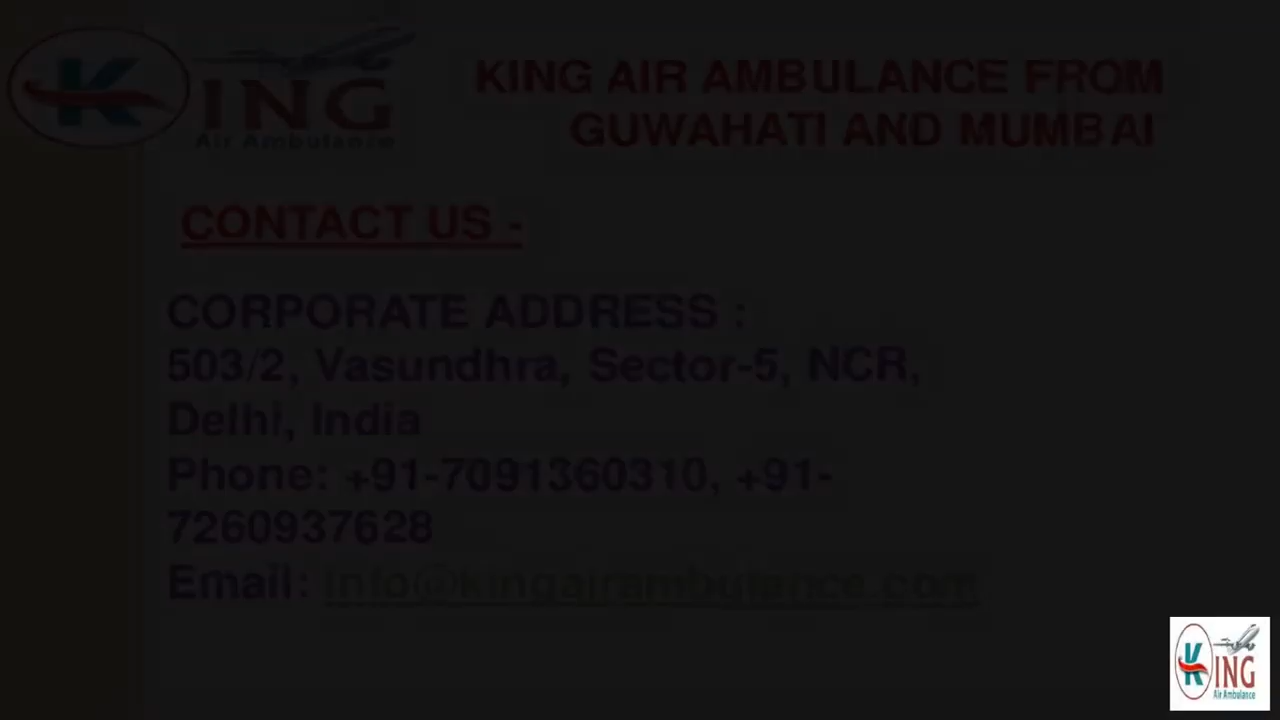 KING
Air Ambulance
KING AIR AMBULANCE FROM
GUWAHATI AND MUMBAI
CONTACT US -
CORPORATE ADDRESS :
503/2, Vasundhra, Sector-5, NCR,
Delhi, India
Phone: +91-7091360310, +91-
7260937628
Email: info@kingairambulance.com
KING
Air Ambulance